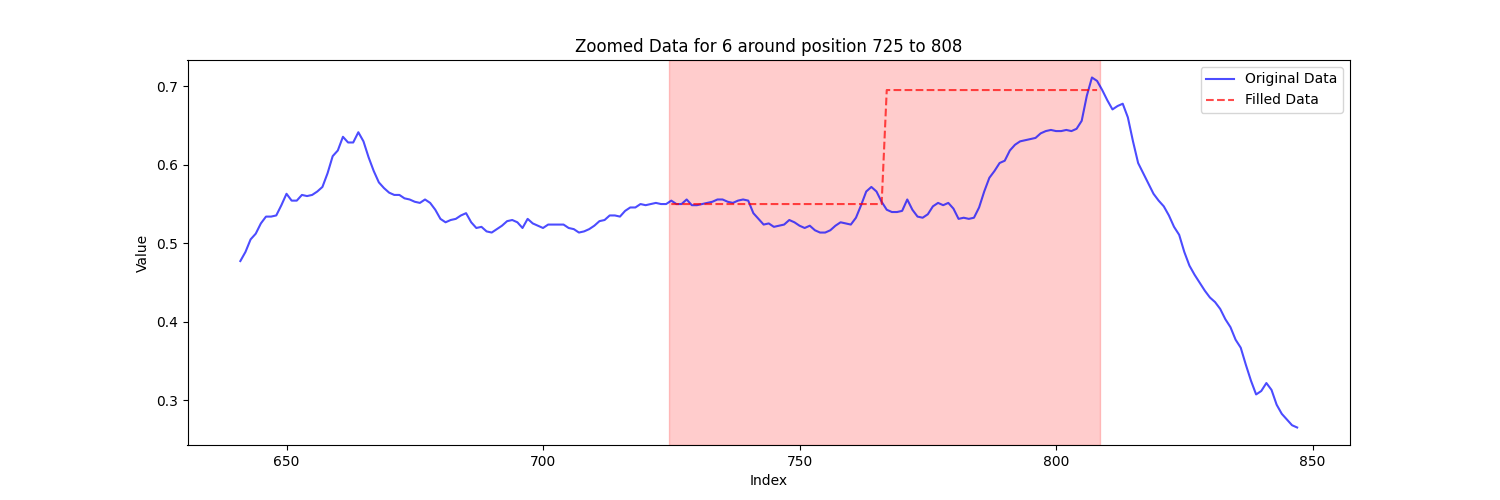 Zoomed Data for 6 around position 725 to 808
Original Data
Filled Data
Value
0.7
0.6
0.5
0.4
0.3
650 700 750 800 850
Index